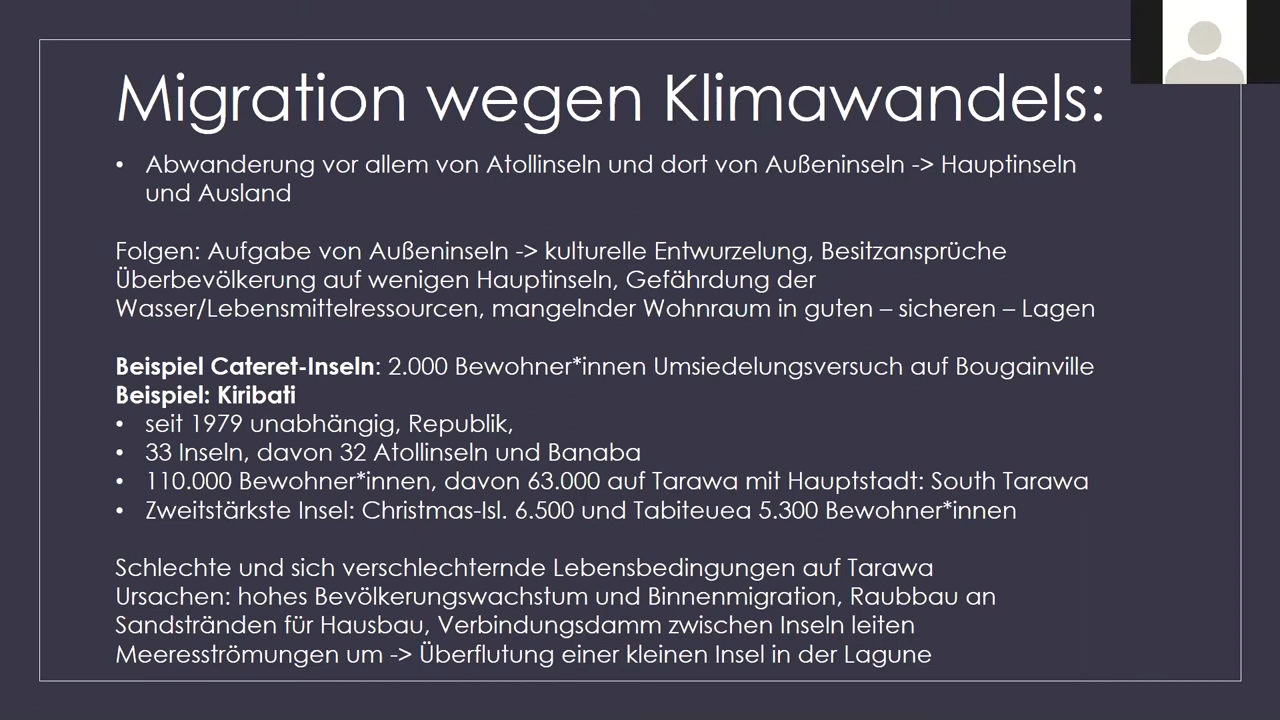 Migration wegen Klimawandels:
• Abwanderung vor allem von Atollinseln und dort von Außeninseln -> Hauptinseln
und Ausland
Folgen: Aufgabe von Außeninseln -> kulturelle Entwurzelung, Besitzansprüche
Überbevölkerung auf wenigen Hauptinseln, Gefährdung der
Wasser/Lebensmittelressourcen, mangelnder Wohnraum in guten – sicheren – Lagen
Beispiel Cateret-Inseln: 2.000 Bewohner*innen Umsiedelungsversuch auf Bougainville
Beispiel: Kiribati
• seit 1979 unabhängig, Republik,
• 33 Inseln, davon 32 Atollinseln und Banaba
• 110.000 Bewohner*innen, davon 63.000 auf Tarawa mit Hauptstadt: South Tarawa
• Zweitstärkste Insel: Christmas-Isl. 6.500 und Tabiteuea 5.300 Bewohner*innen
Schlechte und sich verschlechternde Lebensbedingungen auf Tarawa
Ursachen: hohes Bevölkerungswachstum und Binnenmigration, Raubbau an
Sandstränden für Hausbau, Verbindungsdamm zwischen Inseln leiten
Meeresströmungen um -> Überflutung einer kleinen Insel in der Lagune